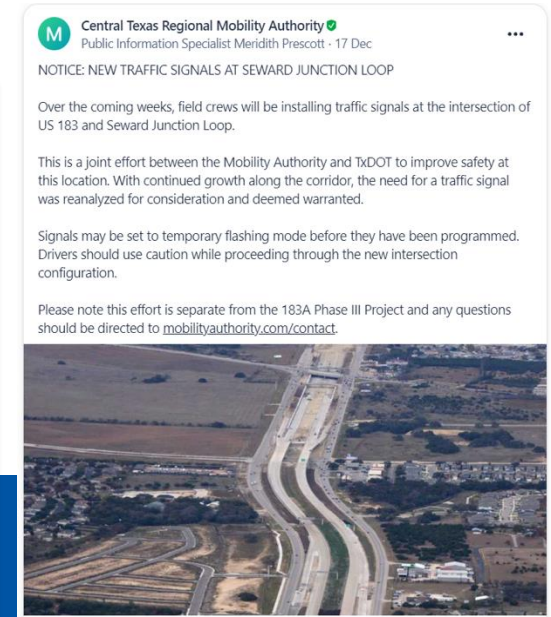 M
Central Texas Regional Mobility Authority
Public Information Specialist Meridith Prescott · 17 Dec
NOTICE: NEW TRAFFIC SIGNALS AT SEWARD JUNCTION LOOP
Over the coming weeks, field crews will be installing traffic signals at the intersection of
US 183 and Seward Junction Loop.
This is a joint effort between the Mobility Authority and TxDOT to improve safety at
this location. With continued growth along the corridor, the need for a traffic signal
was reanalyzed for consideration and deemed warranted.
Signals may be set to temporary flashing mode before they have been programmed.
Drivers should use caution while proceeding through the new intersection
configuration.
Please note this effort is separate from the 183A Phase III Project and any questions
should be directed to mobilityauthority.com/contact.